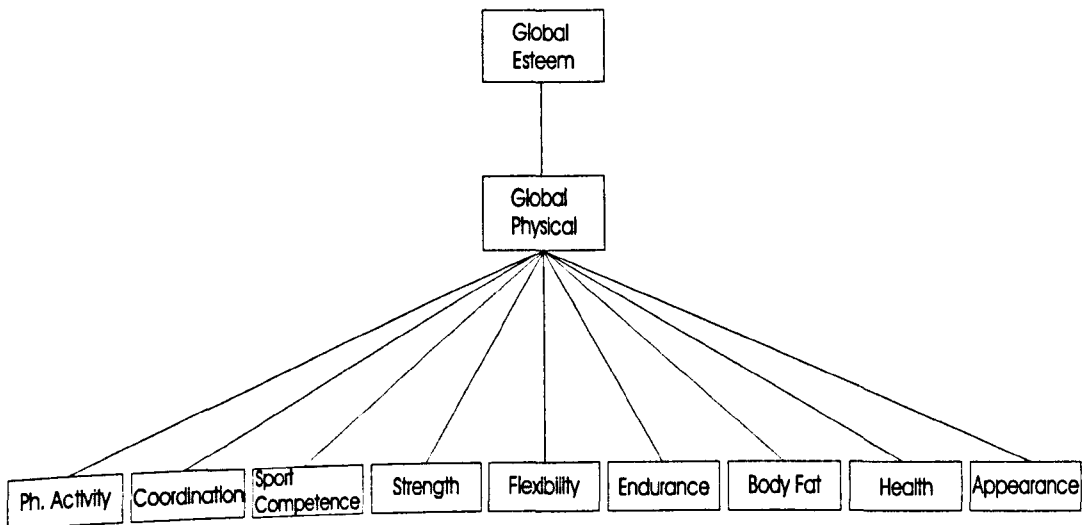 Global
Esteem
Global
Physical
Ph. Activity
Coordination
Sport
Competence
Strength
Flexibility
Endurance
Body Fat
Health
Appearance